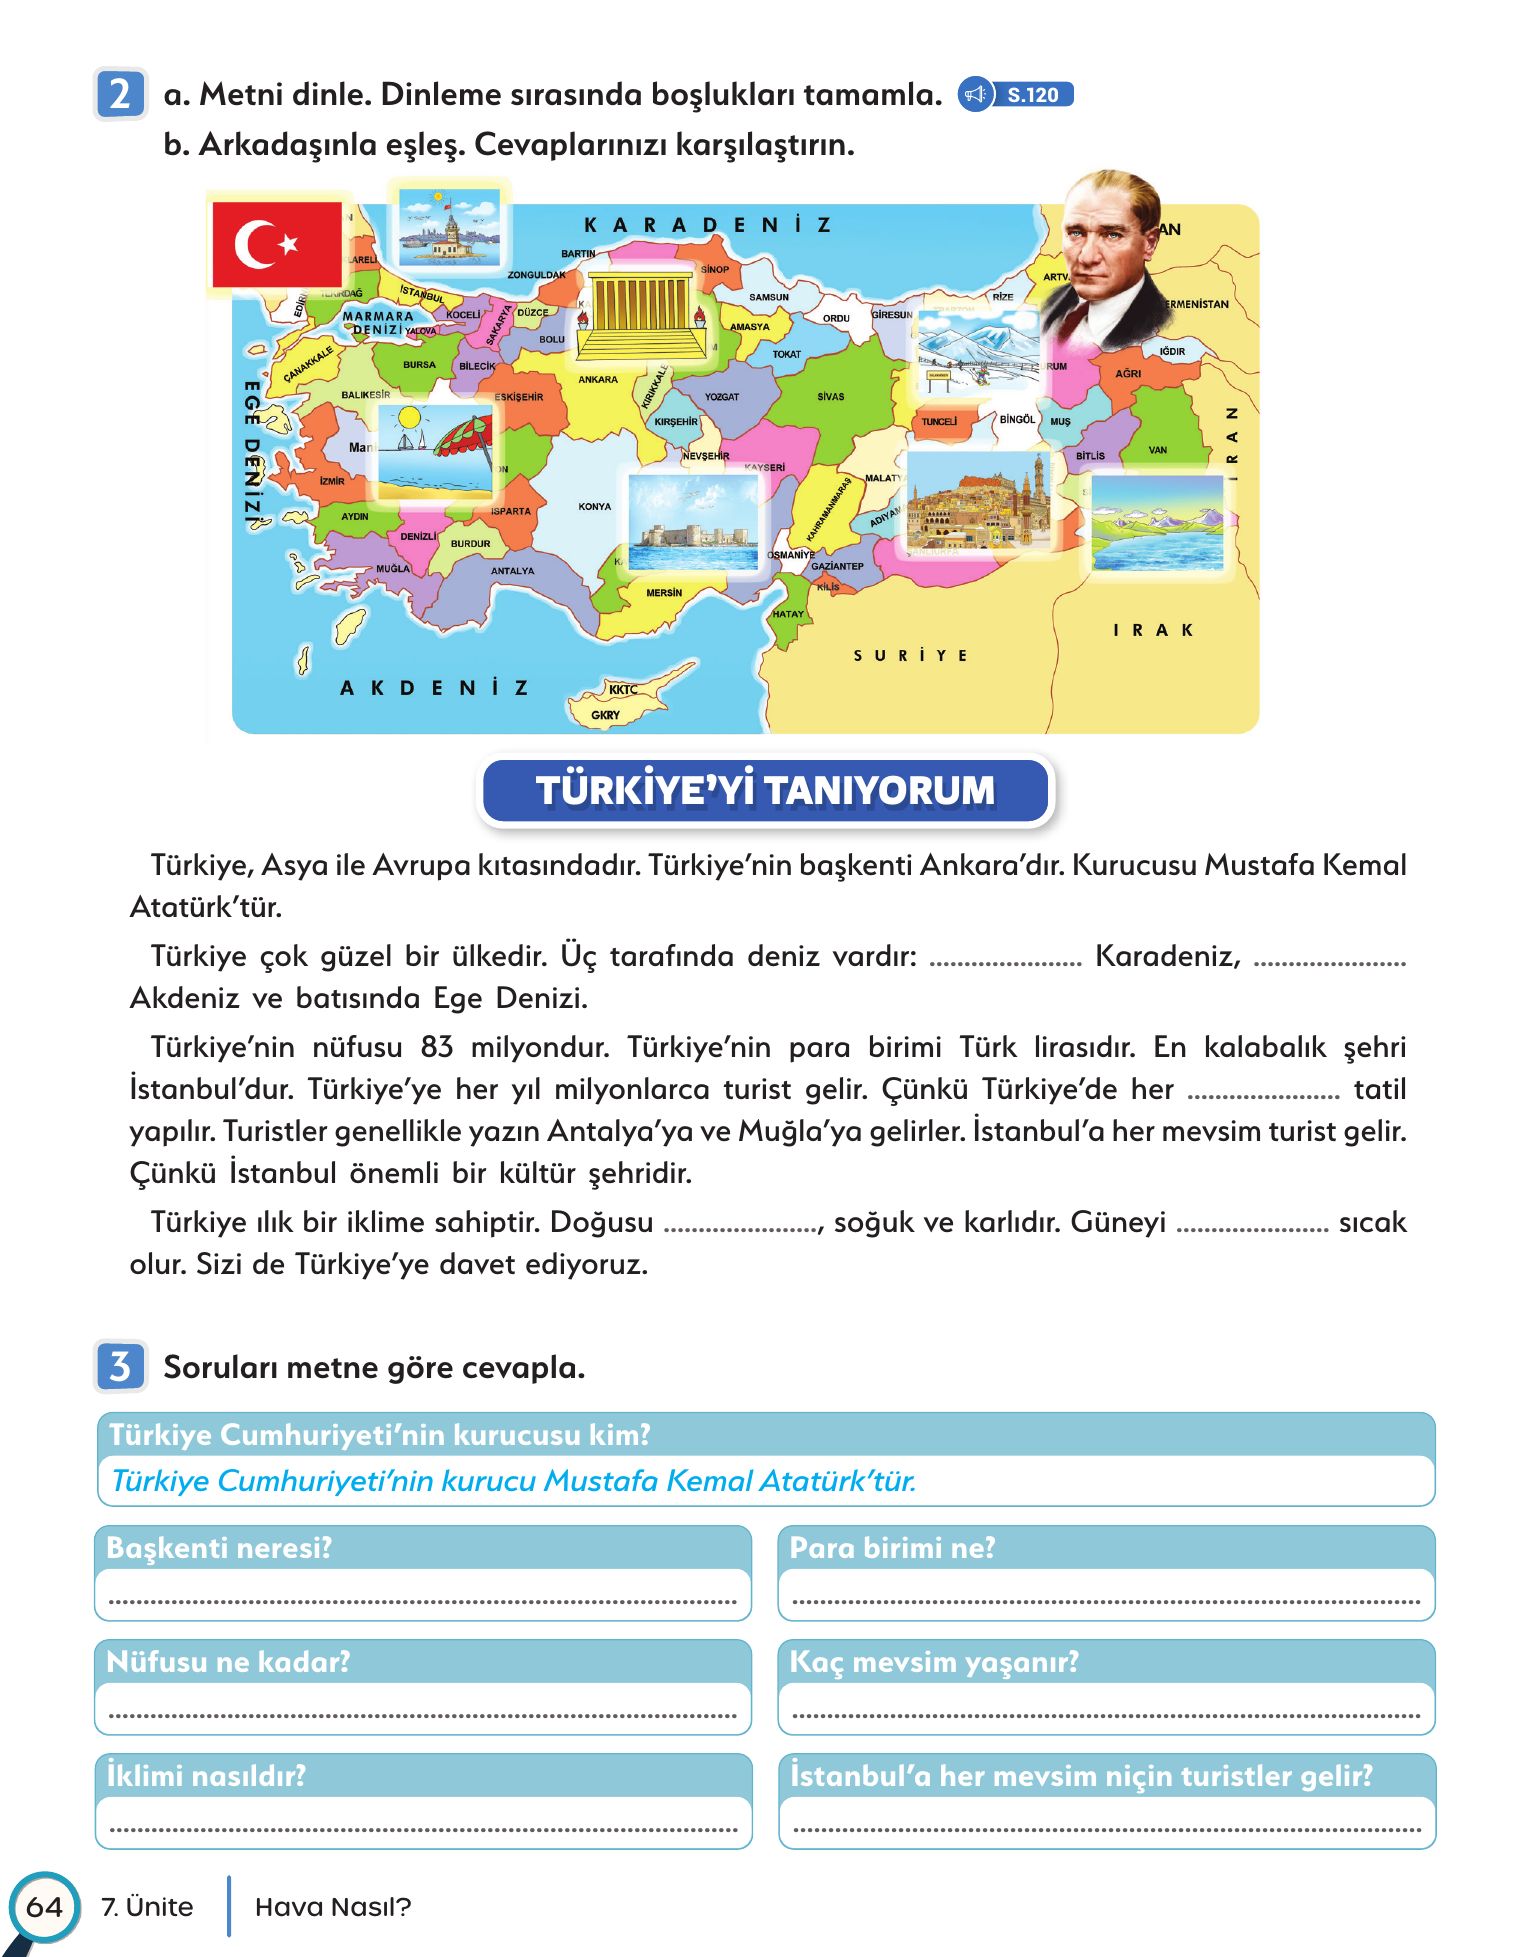 2
a. Metni dinle. Dinleme sırasında boşlukları tamamla. S.120
b. Arkadaşınla eşleş. Cevaplarınızı karşılaştırın.
KARADENİZ
BARTIN
ZONGULDAK
SİNOP
SAMSUN
ORDU
GİRESUN
RİZE
ERMENİSTAN
TEKİRDAĞ
İSTANBUL
MARMARA
DENİZİ
YALOVA
KOCELİ
SAKARYA
DÜZCE
BOLU
AMASYA
TOKAT
IĞDIR
AĞRI
ÇANAKKALE
BURSA
BİLECİK
ANKARA
KIRIKKALE
YOZGAT
SİVAS
BALIKESİR
ESKİŞEHİR
KIRŞEHİR
TUNCELİ
BİNGÖL
MUŞ
BİTLİS
VAN
İRAN
EGE DENİZİ
İZMİR
NEVŞEHİR
KAYSERİ
KAHRAMANMARAŞ
AYDIN
ISPARTA
KONYA
DENİZLİ
BURDUR
MUĞLA
ANTALYA
MERSİN
OSMANİYE
GAZİANTEP
KİLİS
HATAY
ŞANLIURFA
IRAK
SURİYE
AKDENİZ
KKTC
GKRY
TÜRKİYE'Yİ TANIYORUM
Türkiye, Asya ile Avrupa kıtasındadır. Türkiye'nin başkenti Ankara'dır. Kurucusu Mustafa Kemal
Atatürk'tür.
Türkiye çok güzel bir ülkedir. Üç tarafında deniz vardır: ...................... Karadeniz, ......................
Akdeniz ve batısında Ege Denizi.
Türkiye'nin nüfusu 83 milyondur. Türkiye'nin para birimi Türk lirasıdır. En kalabalık şehri
İstanbul'dur. Türkiye'ye her yıl milyonlarca turist gelir. Çünkü Türkiye'de her ...................... tatil
yapılır. Turistler genellikle yazın Antalya'ya ve Muğla'ya gelirler. İstanbul'a her mevsim turist gelir.
Çünkü İstanbul önemli bir kültür şehridir.
Türkiye ılık bir iklime sahiptir. Doğusu ......................, soğuk ve karlıdır. Güneyi ...................... sıcak
olur. Sizi de Türkiye'ye davet ediyoruz.
3
Soruları metne göre cevapla.
Türkiye Cumhuriyeti'nin kurucusu kim?
Türkiye Cumhuriyeti'nin kurucu Mustafa Kemal Atatürk'tür.
Başkenti neresi?
Para birimi ne?
Nüfusu ne kadar?
Kaç mevsim yaşanır?
İklimi nasıldır?
İstanbul'a her mevsim niçin turistler gelir?
64
7. Ünite
Hava Nasıl?